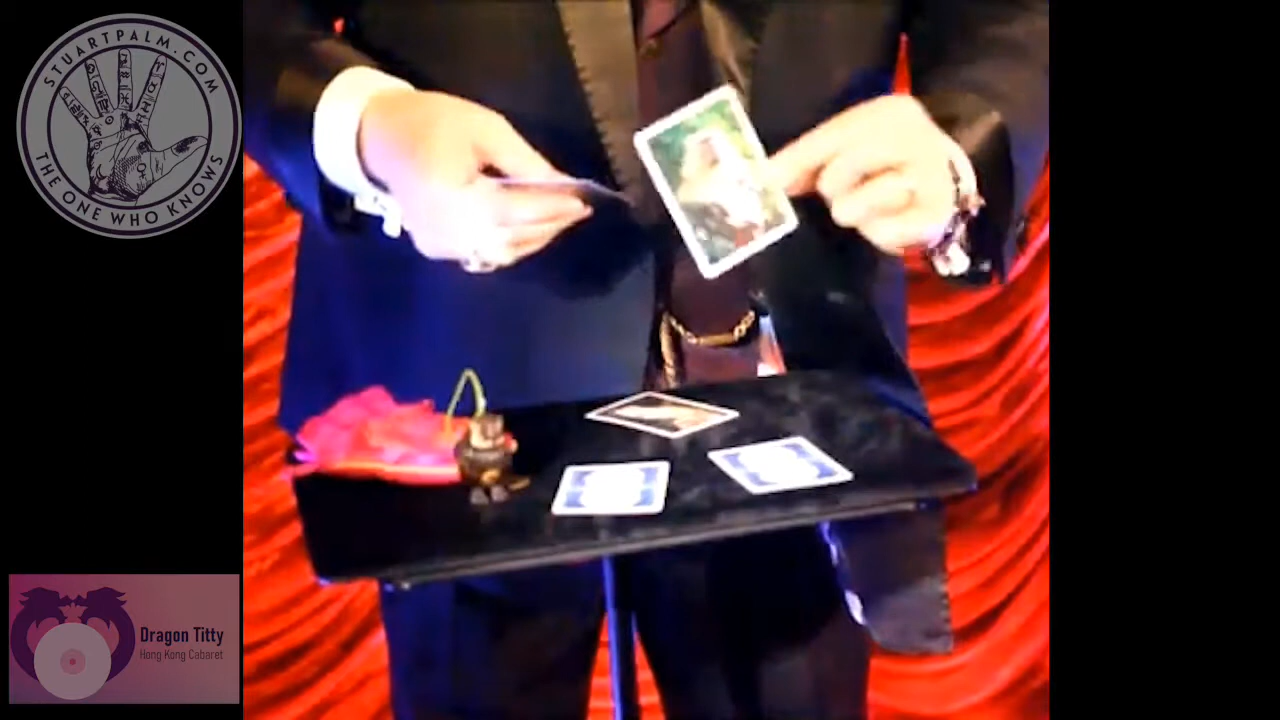 STUARTPALM.COM
THE ONE WHO KNOWS
Dragon Titty
Hong Kong Cabaret